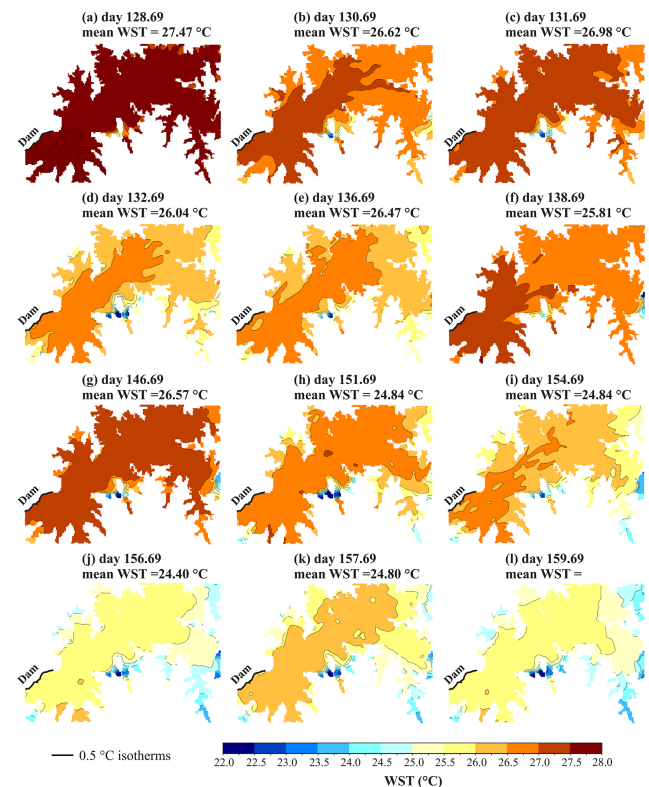 (a) day 128.69
mean WST = 27.47 °C
(b) day 130.69
mean WST = 26.62 °C
(c) day 131.69
mean WST = 26.98 °C
Dam
Dam
Dam
(d) day 132.69
mean WST =26.04 °C
(e) day 136.69
mean WST =26.47 °C
(f) day 138.69
mean WST =25.81 °C
Dam
Dam
Dam
(g) day 146.69
mean WST =26.57 °C
(h) day 151.69
mean WST = 24.84 °C
(i) day 154.69
mean WST =24.84 °C
Dam
Dam
Dam
(j) day 156.69
mean WST =24.40 °C
(k) day 157.69
mean WST =24.80 °C
(l) day 159.69
mean WST =
Dam
Dam
Dam
0.5 °C isotherms
22.0 22.5 23.0 23.5 24.0 24.5 25.0 25.5 26.0 26.5 27.0 27.5 28.0
WST (°C)